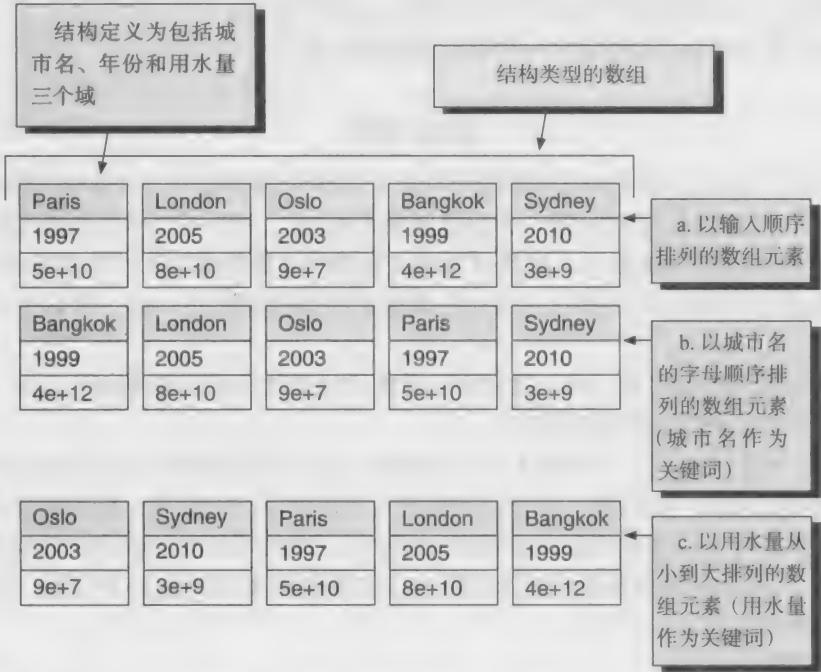 结构定义为包括城
市名、年份和用水量
三个域
结构类型的数组
Paris London Oslo Bangkok Sydney
1997 2005 2003 1999 2010
5e+10 8e+10 9e+7 4e+12 3e+9
a. 以输入顺序
排列的数组元素
Bangkok London Oslo Paris Sydney
1999 2005 2003 1997 2010
4e+12 8e+10 9e+7 5e+10 3e+9
b. 以城市名
的字母顺序排
列的数组元素
(城市名作为
关键词)
Oslo Sydney Paris London Bangkok
2003 2010 1997 2005 1999
9e+7 3e+9 5e+10 8e+10 4e+12
c. 以用水量从
小到大排列的数
组元素(用水量
作为关键词)